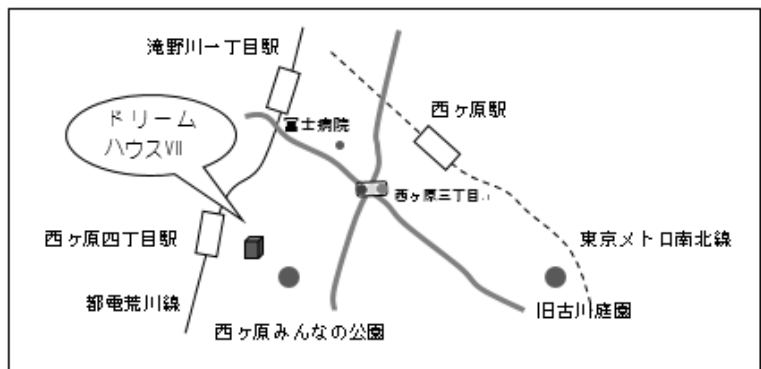 滝野川一丁目駅
ドリーム
ハウスⅦ
富士病院
西ヶ原駅
西ヶ原三丁目
西ヶ原四丁目駅
東京メトロ南北線
都電荒川線
西ヶ原みんなの公園
旧古川庭園